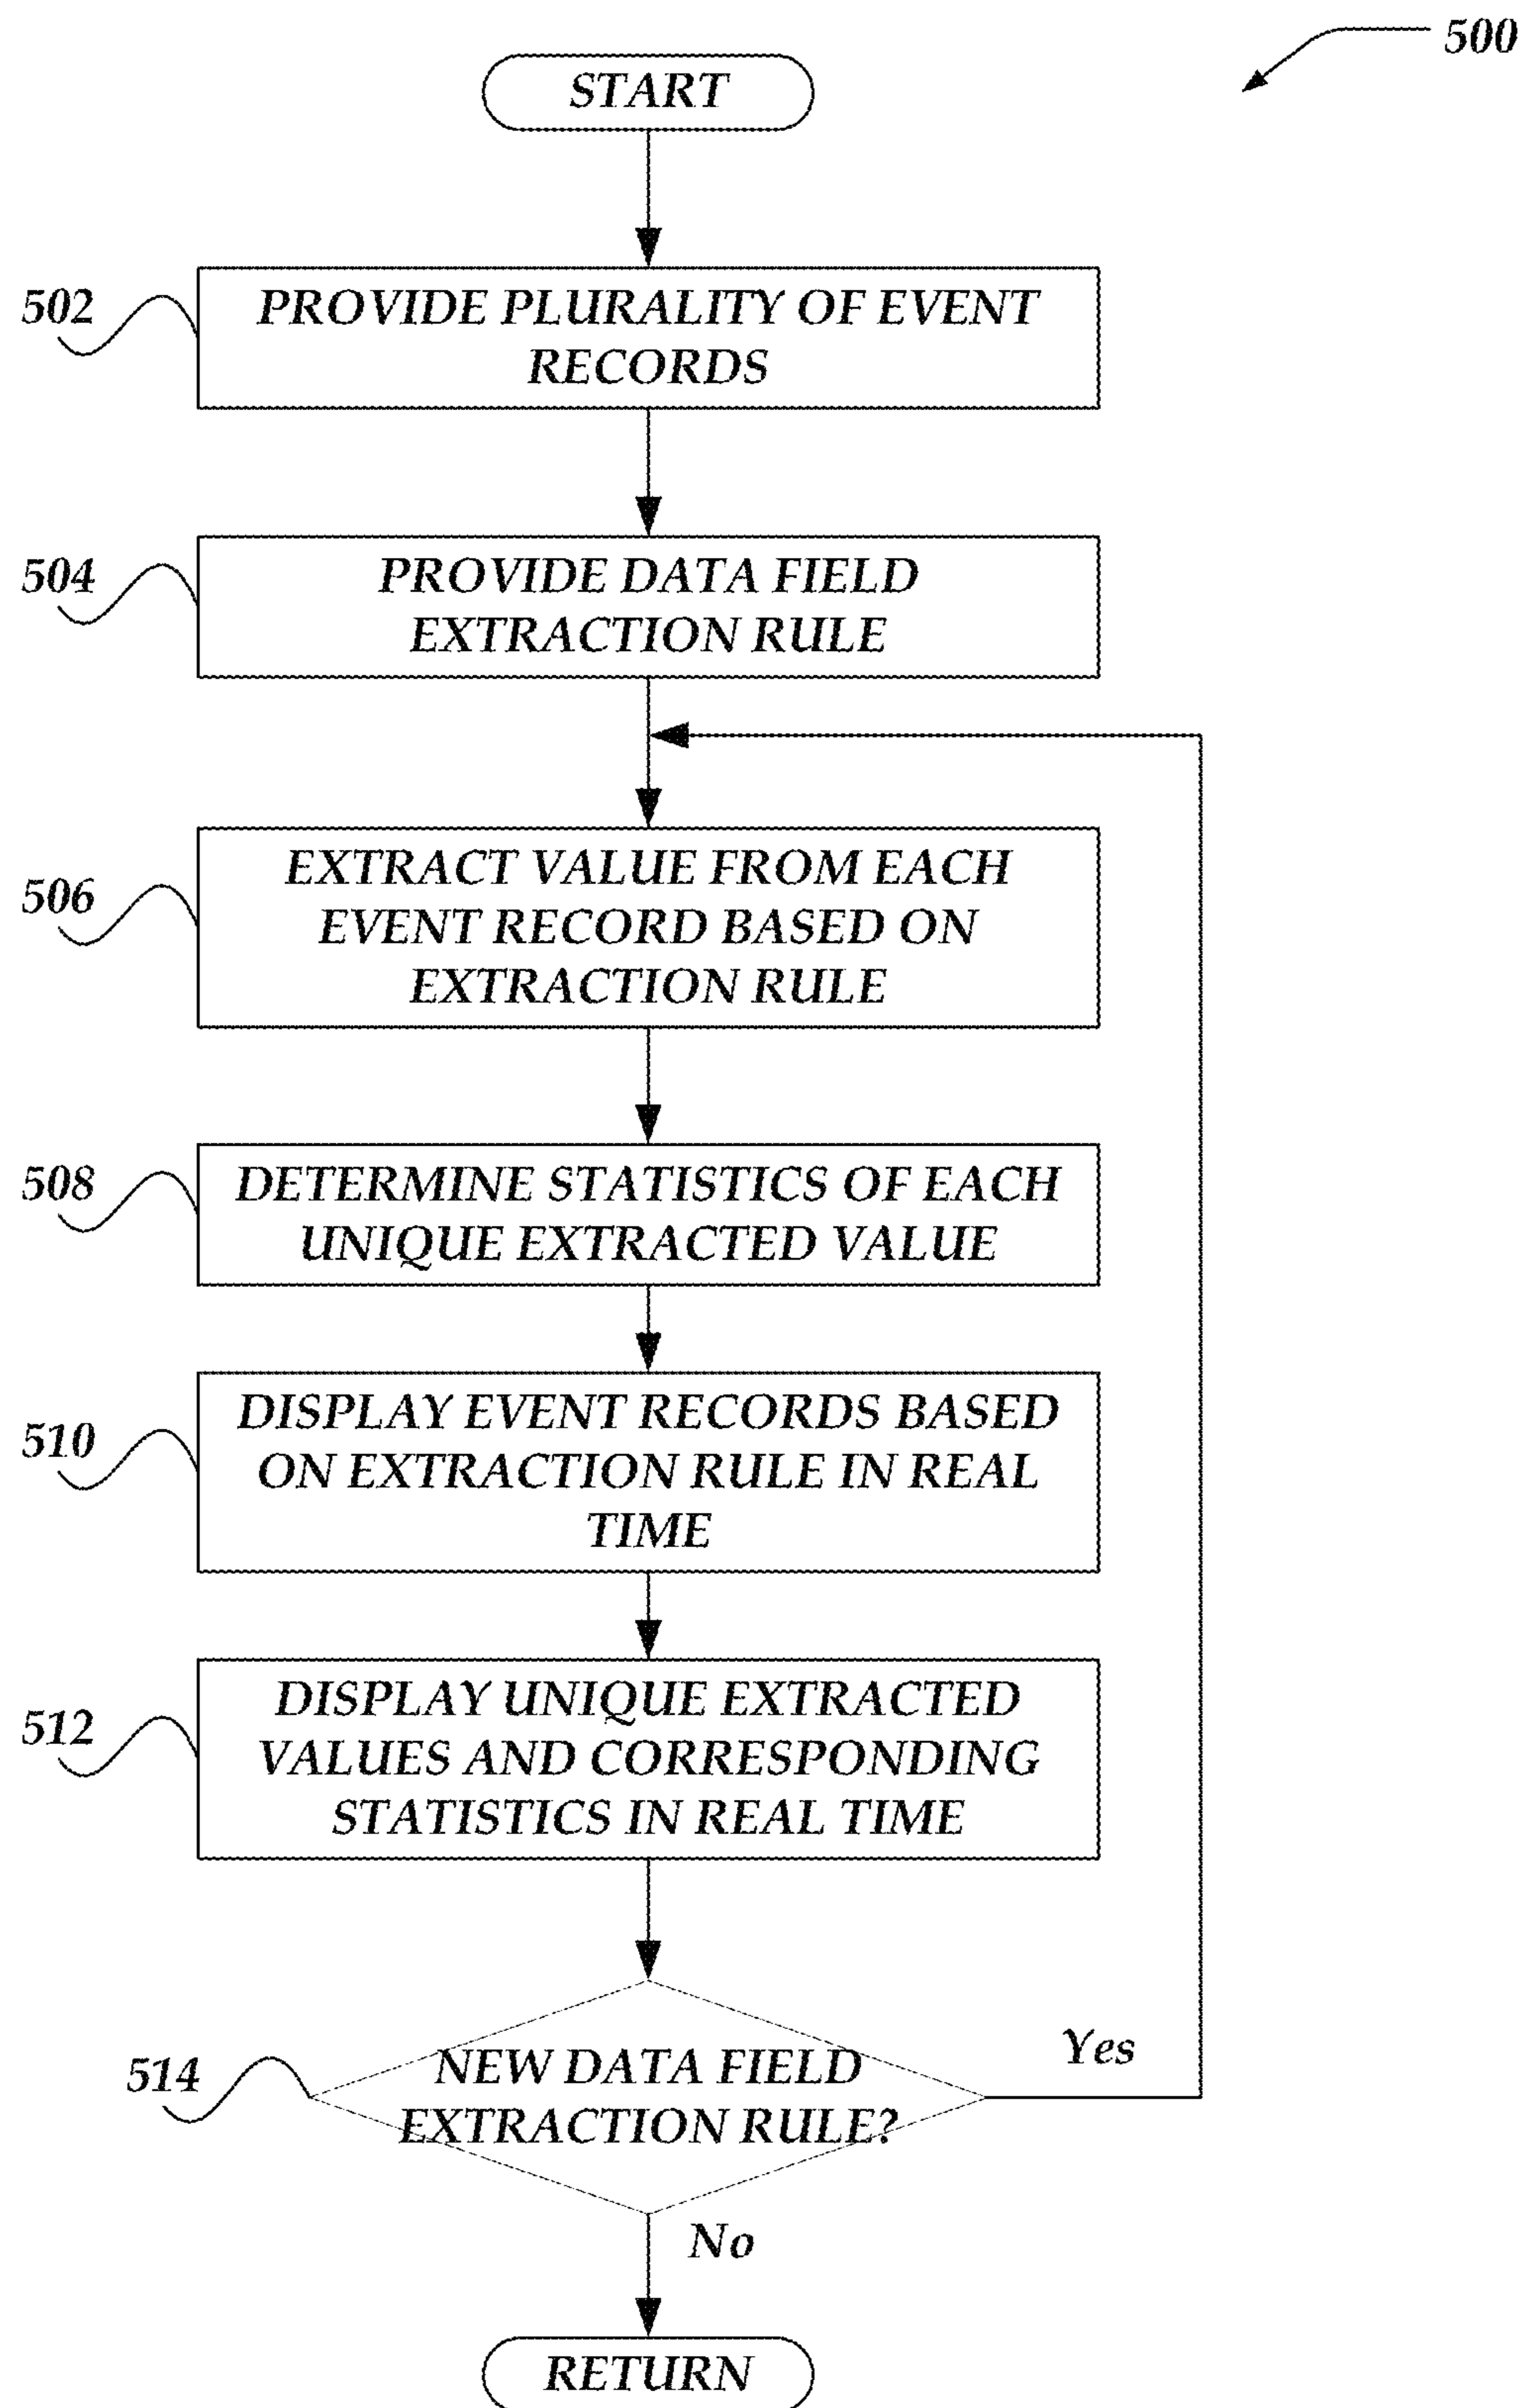 500
START
502
PROVIDE PLURALITY OF EVENT
RECORDS
504
PROVIDE DATA FIELD
EXTRACTION RULE
506
EXTRACT VALUE FROM EACH
EVENT RECORD BASED ON
EXTRACTION RULE
508
DETERMINE STATISTICS OF EACH
UNIQUE EXTRACTED VALUE
510
DISPLAY EVENT RECORDS BASED
ON EXTRACTION RULE IN REAL
TIME
512
DISPLAY UNIQUE EXTRACTED
VALUES AND CORRESPONDING
STATISTICS IN REAL TIME
514
NEW DATA FIELD
EXTRACTION RULE?
Yes
No
RETURN